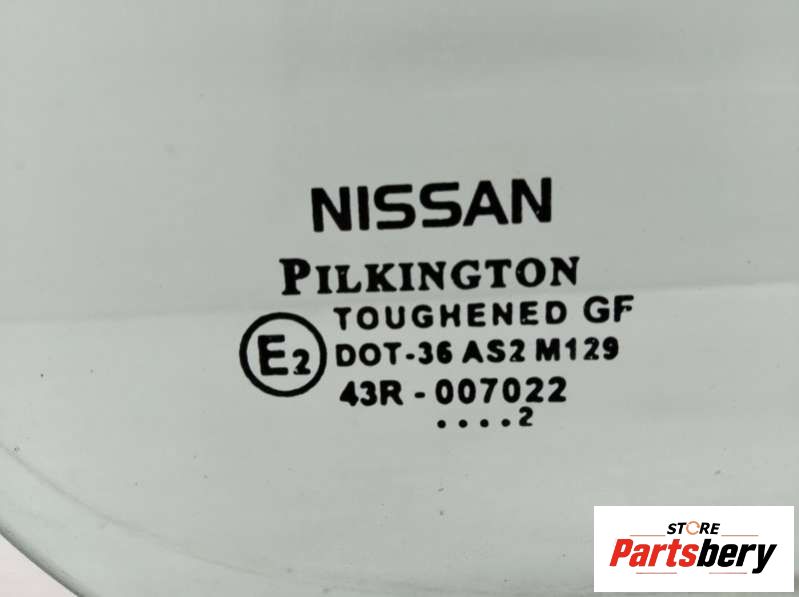 NISSAN
PILKINGTON
TOUGHENED GF
E2
DOT-36 AS2 M129
43R - 007022
....2
STORE
Partsbery